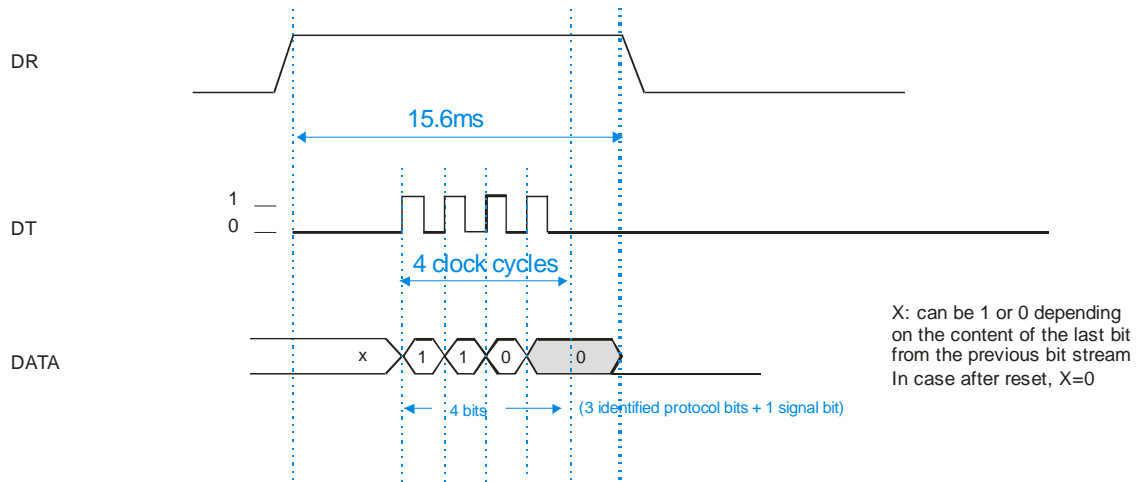 DR
15.6ms
1
0
DT
4 clock cycles
X: can be 1 or 0 depending
on the content of the last bit
from the previous bit stream
In case after reset, X=0
DATA
x
1
1
0
0
4 bits
(3 identified protocol bits + 1 signal bit)